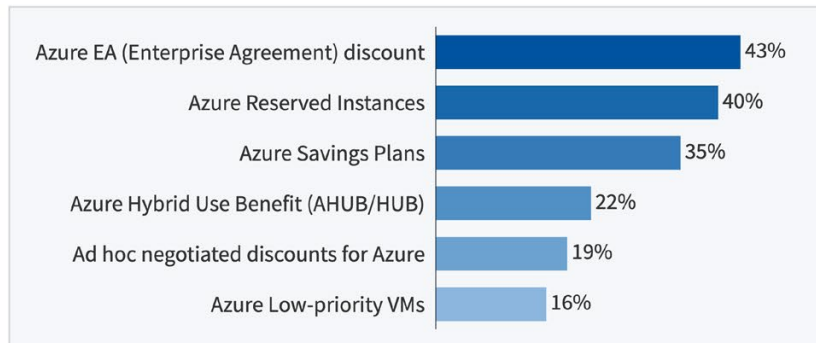 Azure EA (Enterprise Agreement) discount 43%
Azure Reserved Instances 40%
Azure Savings Plans 35%
Azure Hybrid Use Benefit (AHUB/HUB) 22%
Ad hoc negotiated discounts for Azure 19%
Azure Low-priority VMs 16%